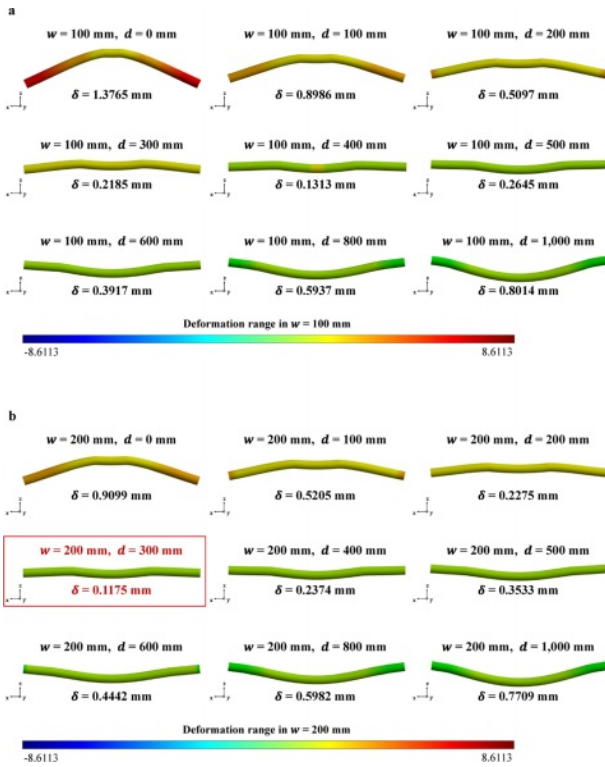 a
w = 100 mm, d = 0 mm
w = 100 mm, d = 100 mm
w = 100 mm, d = 200 mm
δ = 1.3765 mm
δ = 0.8986 mm
δ = 0.5097 mm
w = 100 mm, d = 300 mm
w = 100 mm, d = 400 mm
w = 100 mm, d = 500 mm
δ = 0.2185 mm
δ = 0.1313 mm
δ = 0.2645 mm
w = 100 mm, d = 600 mm
w = 100 mm, d = 800 mm
w = 100 mm, d = 1,000 mm
δ = 0.3917 mm
δ = 0.5937 mm
δ = 0.8014 mm
Deformation range in w = 100 mm
-8.6113
8.6113
b
w = 200 mm, d = 0 mm
w = 200 mm, d = 100 mm
w = 200 mm, d = 200 mm
δ = 0.9099 mm
δ = 0.5205 mm
δ = 0.2275 mm
w = 200 mm, d = 300 mm
w = 200 mm, d = 400 mm
w = 200 mm, d = 500 mm
δ = 0.1175 mm
δ = 0.2374 mm
δ = 0.3533 mm
w = 200 mm, d = 600 mm
w = 200 mm, d = 800 mm
w = 200 mm, d = 1,000 mm
δ = 0.4442 mm
δ = 0.5982 mm
δ = 0.7709 mm
Deformation range in w = 200 mm
-8.6113
8.6113